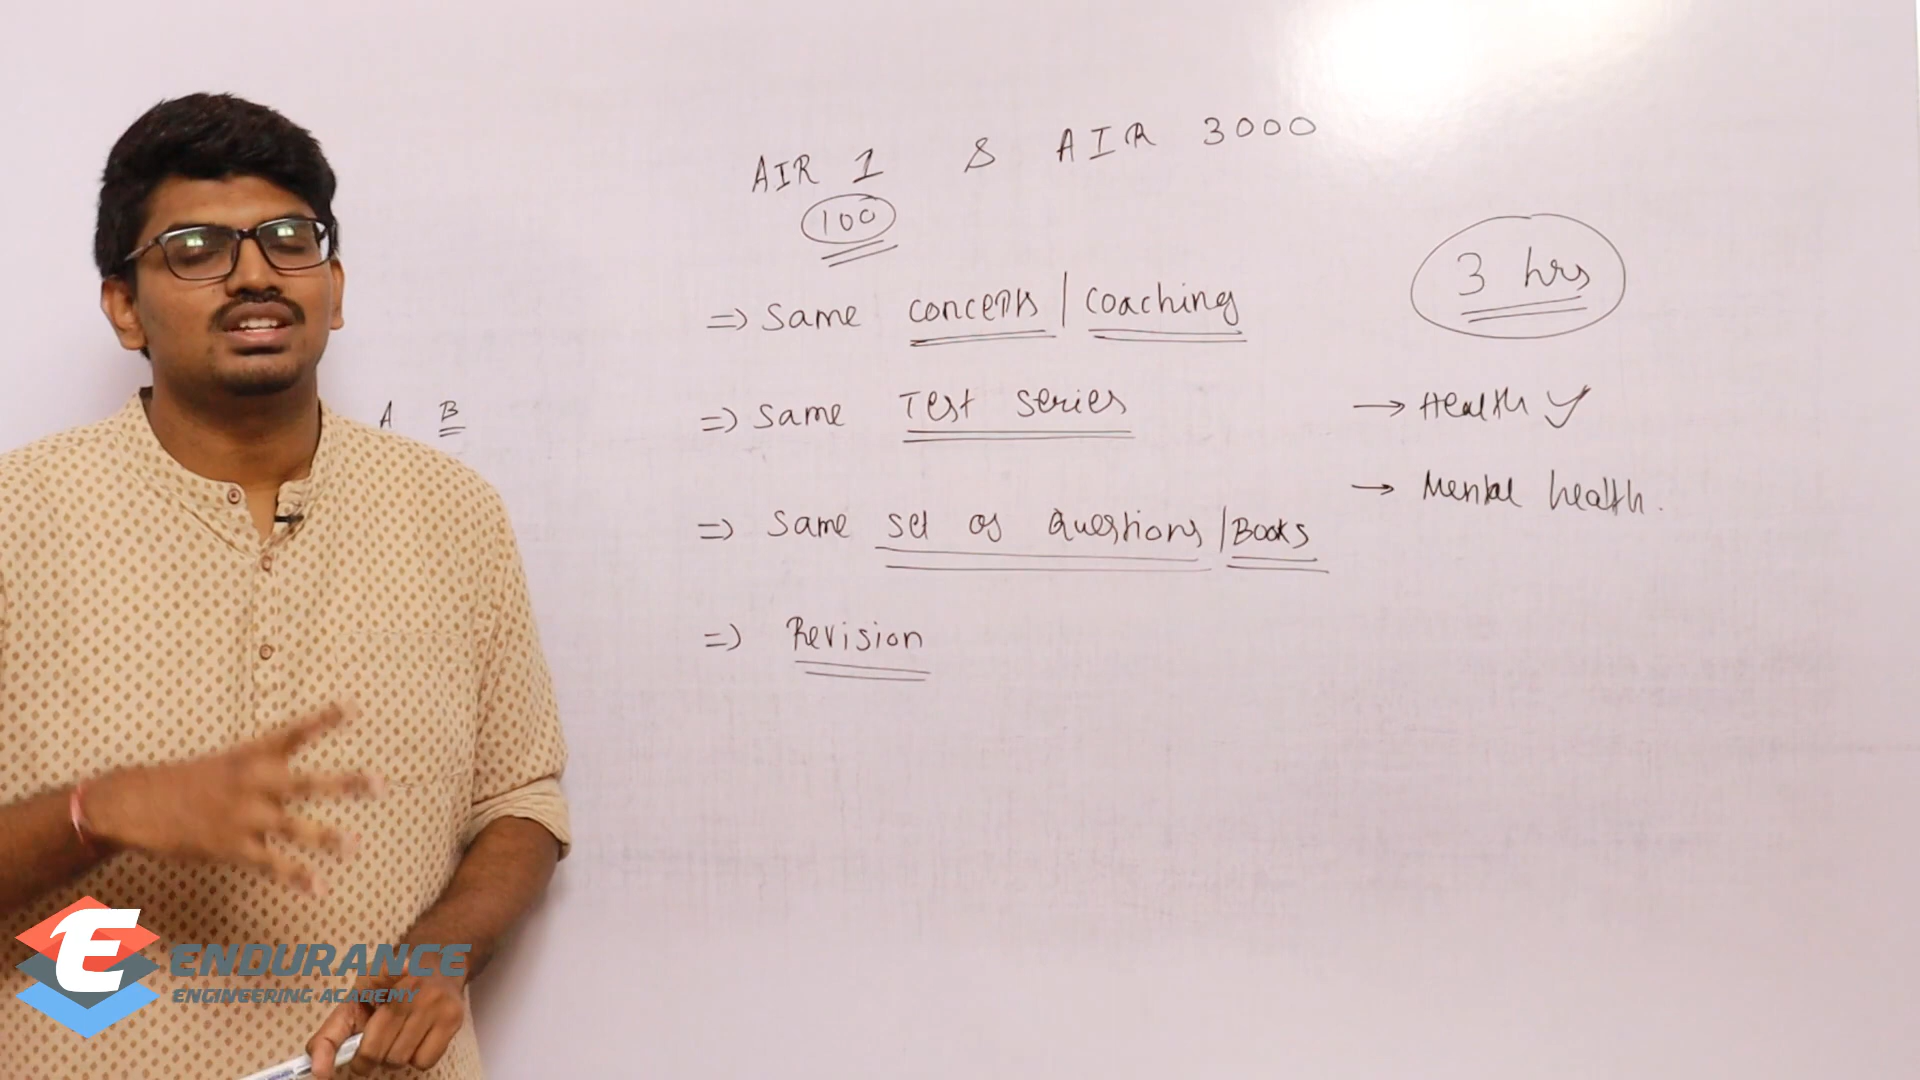 AIR 1 & AIR 3000
100
3 hrs
=> Same concepts / coaching
=> Same Test Series
A B
→ Health
→ Mental health.
=> Same set of Questions / Books
=> Revision
E ENDURANCE
ENGINEERING ACADEMY